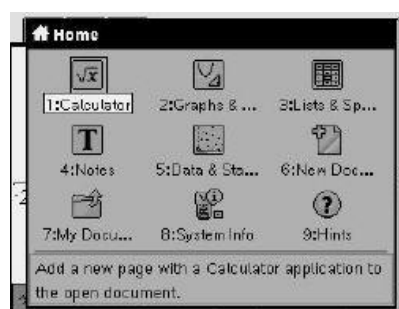 Home
1:Calculator 2:Graphs & ... 3:Lists & Sp...
4:Notes 5:Data & Sta... 6:New Doc...
7:My Docu... 8:System Info 9:Hints
Add a new page with a Calculator application to
the open document.